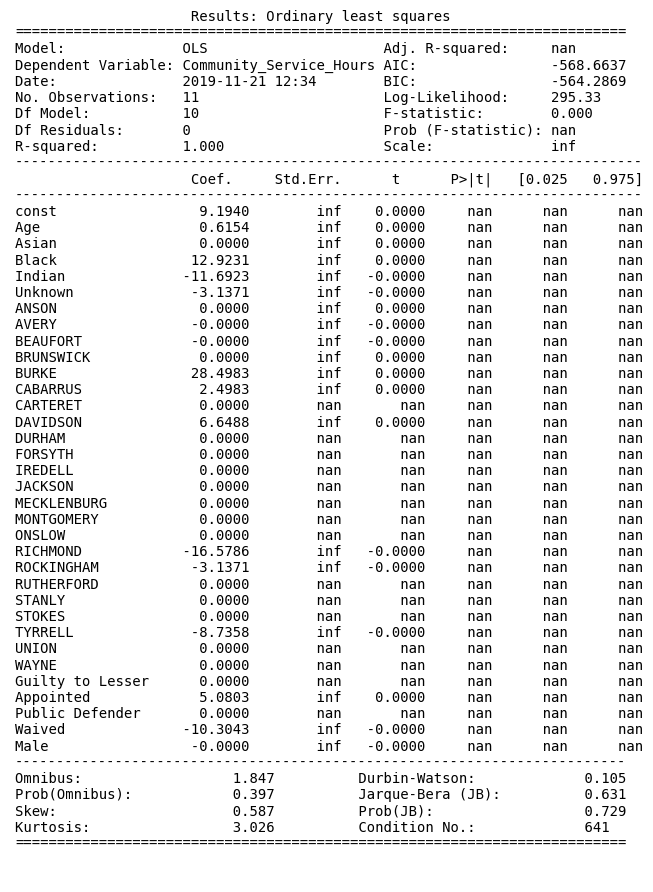 Results: Ordinary least squares
==========================================================================
Model:              OLS                     Adj. R-squared:     nan
Dependent Variable: Community_Service_Hours AIC:                -568.6637
Date:               2019-11-21 12:34        BIC:                -564.2869
No. Observations:   11                      Log-Likelihood:     295.33
Df Model:           10                      F-statistic:        0.000
Df Residuals:       0                       Prob (F-statistic): nan
R-squared:          1.000                   Scale:              inf
----------------------------------------------------------------------------
                     Coef.     Std.Err.      t      P>|t|   [0.025   0.975]
----------------------------------------------------------------------------
const                 9.1940        inf    0.0000     nan      nan      nan
Age                   0.6154        inf    0.0000     nan      nan      nan
Asian                 0.0000        inf    0.0000     nan      nan      nan
Black                12.9231        inf    0.0000     nan      nan      nan
Indian              -11.6923        inf   -0.0000     nan      nan      nan
Unknown              -3.1371        inf   -0.0000     nan      nan      nan
ANSON                 0.0000        inf    0.0000     nan      nan      nan
AVERY                -0.0000        inf   -0.0000     nan      nan      nan
BEAUFORT             -0.0000        inf   -0.0000     nan      nan      nan
BRUNSWICK             0.0000        inf    0.0000     nan      nan      nan
BURKE                28.4983        inf    0.0000     nan      nan      nan
CABARRUS              2.4983        inf    0.0000     nan      nan      nan
CARTERET              0.0000        nan       nan     nan      nan      nan
DAVIDSON              6.6488        inf    0.0000     nan      nan      nan
DURHAM                0.0000        nan       nan     nan      nan      nan
FORSYTH               0.0000        nan       nan     nan      nan      nan
IREDELL               0.0000        nan       nan     nan      nan      nan
JACKSON               0.0000        nan       nan     nan      nan      nan
MECKLENBURG           0.0000        nan       nan     nan      nan      nan
MONTGOMERY            0.0000        nan       nan     nan      nan      nan
ONSLOW                0.0000        nan       nan     nan      nan      nan
RICHMOND            -16.5786        inf   -0.0000     nan      nan      nan
ROCKINGHAM           -3.1371        inf   -0.0000     nan      nan      nan
RUTHERFORD            0.0000        nan       nan     nan      nan      nan
STANLY                0.0000        nan       nan     nan      nan      nan
STOKES                0.0000        nan       nan     nan      nan      nan
TYRRELL              -8.7358        inf   -0.0000     nan      nan      nan
UNION                 0.0000        nan       nan     nan      nan      nan
WAYNE                 0.0000        nan       nan     nan      nan      nan
Guilty to Lesser      0.0000        nan       nan     nan      nan      nan
Appointed             5.0803        inf    0.0000     nan      nan      nan
Public Defender       0.0000        nan       nan     nan      nan      nan
Waived              -10.3043        inf   -0.0000     nan      nan      nan
Male                 -0.0000        inf   -0.0000     nan      nan      nan
--------------------------------------------------------------------------
Omnibus:                  1.847          Durbin-Watson:             0.105
Prob(Omnibus):            0.397          Jarque-Bera (JB):          0.631
Skew:                     0.587          Prob(JB):                  0.729
Kurtosis:                 3.026          Condition No.:             641
==========================================================================